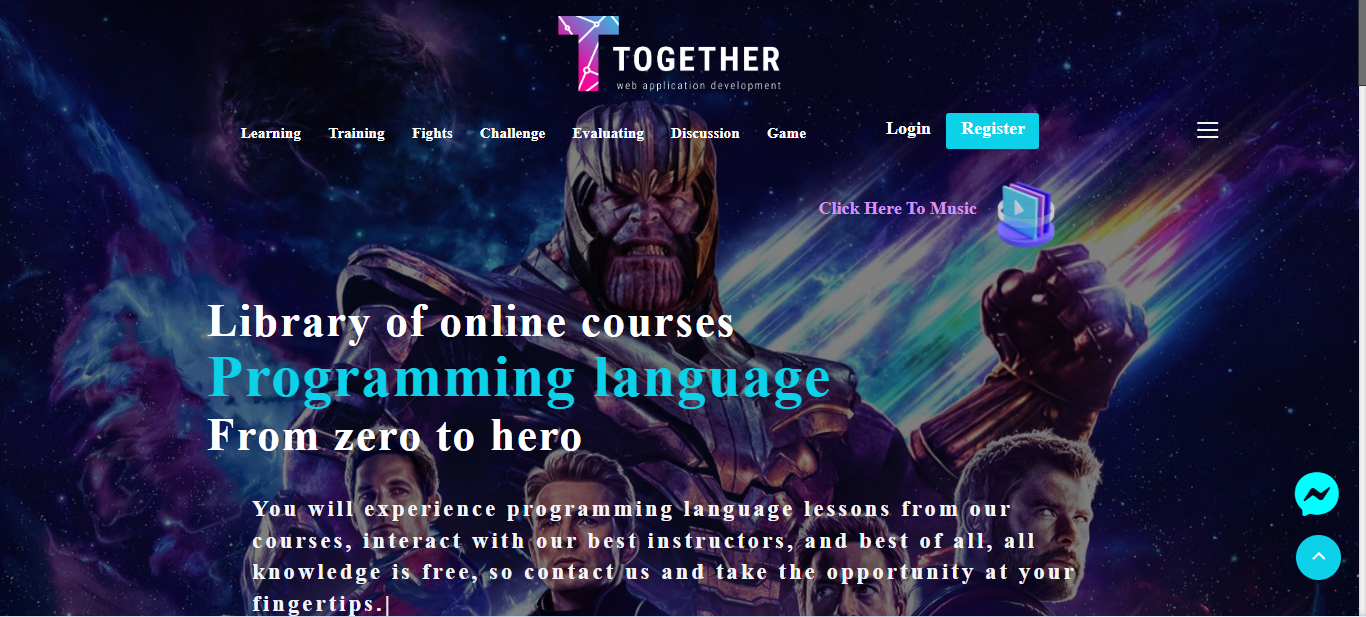 TOGETHER
web application development
Learning Training Fights Challenge Evaluating Discussion Game Login Register
Click Here To Music
Library of online courses
Programming language
From zero to hero
You will experience programming language lessons from our
courses, interact with our best instructors, and best of all, all
knowledge is free, so contact us and take the opportunity at your
fingertips.|